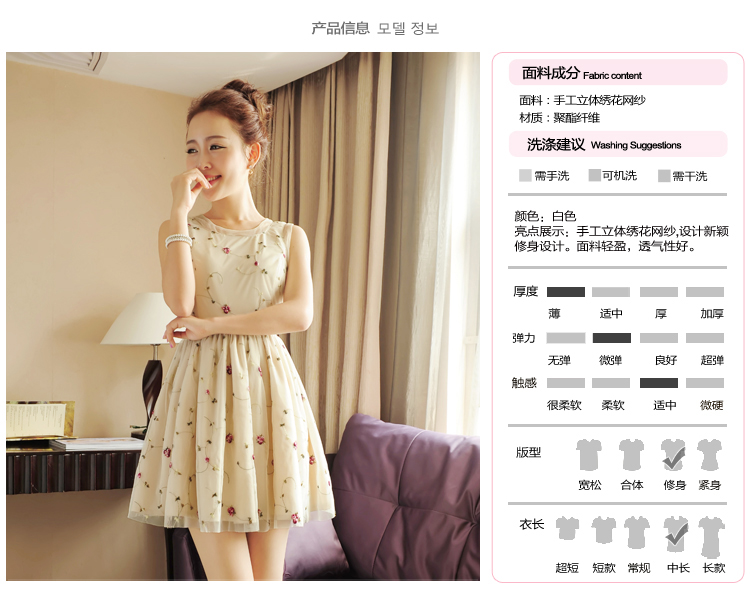 产品信息 모델 정보
面料成分 Fabric content
面料：手工立体绣花网纱
材质：聚酯纤维
洗涤建议 Washing Suggestions
需手洗 可机洗 需干洗
颜色：白色
亮点展示：手工立体绣花网纱,设计新颖
修身设计。面料轻盈，透气性好。
厚度
薄 适中 厚 加厚
弹力
无弹 微弹 良好 超弹
触感
很柔软 柔软 适中 微硬
版型
宽松 合体 修身 紧身
衣长
超短 短款 常规 中长 长款